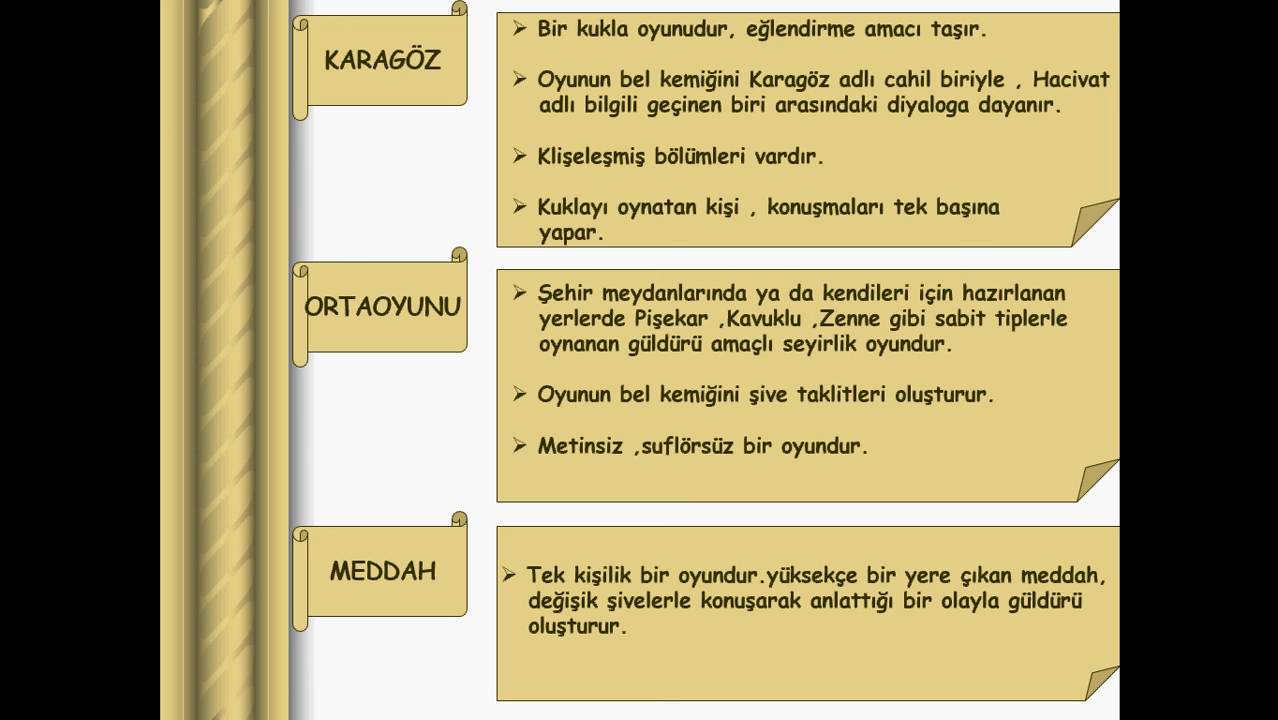 KARAGÖZ
➢ Bir kukla oyunudur, eğlendirme amacı taşır.
➢ Oyunun bel kemiğini Karagöz adlı cahil biriyle , Hacivat
adlı bilgili geçinen biri arasındaki diyaloga dayanır.
➢ Klişeleşmiş bölümleri vardır.
➢ Kuklayı oynatan kişi , konuşmaları tek başına
yapar.
ORTAOYUNU
➢ Şehir meydanlarında ya da kendileri için hazırlanan
yerlerde Pişekar ,Kavuklu ,Zenne gibi sabit tiplerle
oynanan güldürü amaçlı seyirlik oyundur.
➢ Oyunun bel kemiğini şive taklitleri oluşturur.
➢ Metinsiz ,suflörsüz bir oyundur.
MEDDAH
➢ Tek kişilik bir oyundur.yüksekçe bir yere çıkan meddah,
değişik şivelerle konuşarak anlattığı bir olayla güldürü
oluşturur.